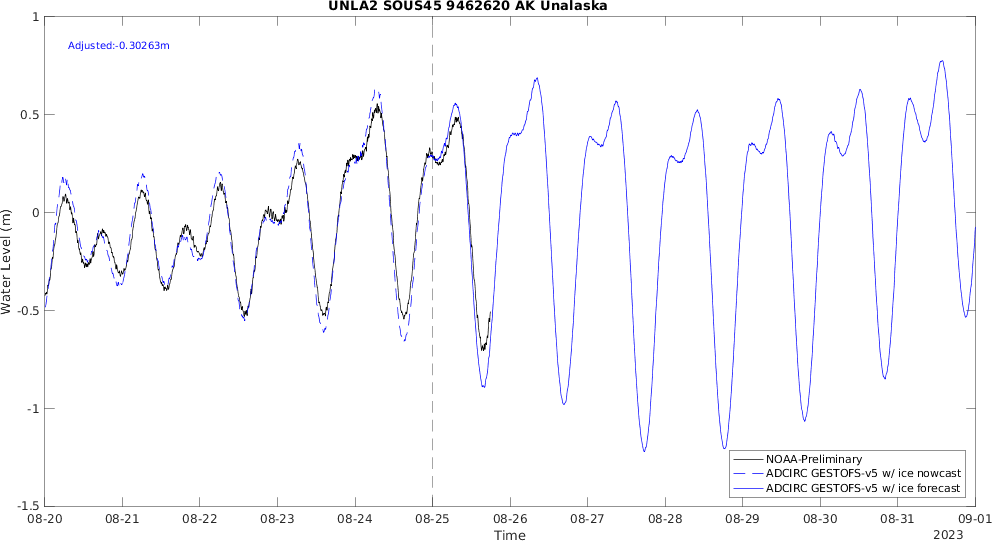 UNLA2 SOUS45 9462620 AK Unalaska
Adjusted:-0.30263m
1
0.5
0
-0.5
-1
-1.5
Water Level (m)
NOAA-Preliminary
ADCIRC GESTOFS-v5 w/ ice nowcast
ADCIRC GESTOFS-v5 w/ ice forecast
08-20 08-21 08-22 08-23 08-24 08-25 08-26 08-27 08-28 08-29 08-30 08-31 09-01
Time
2023